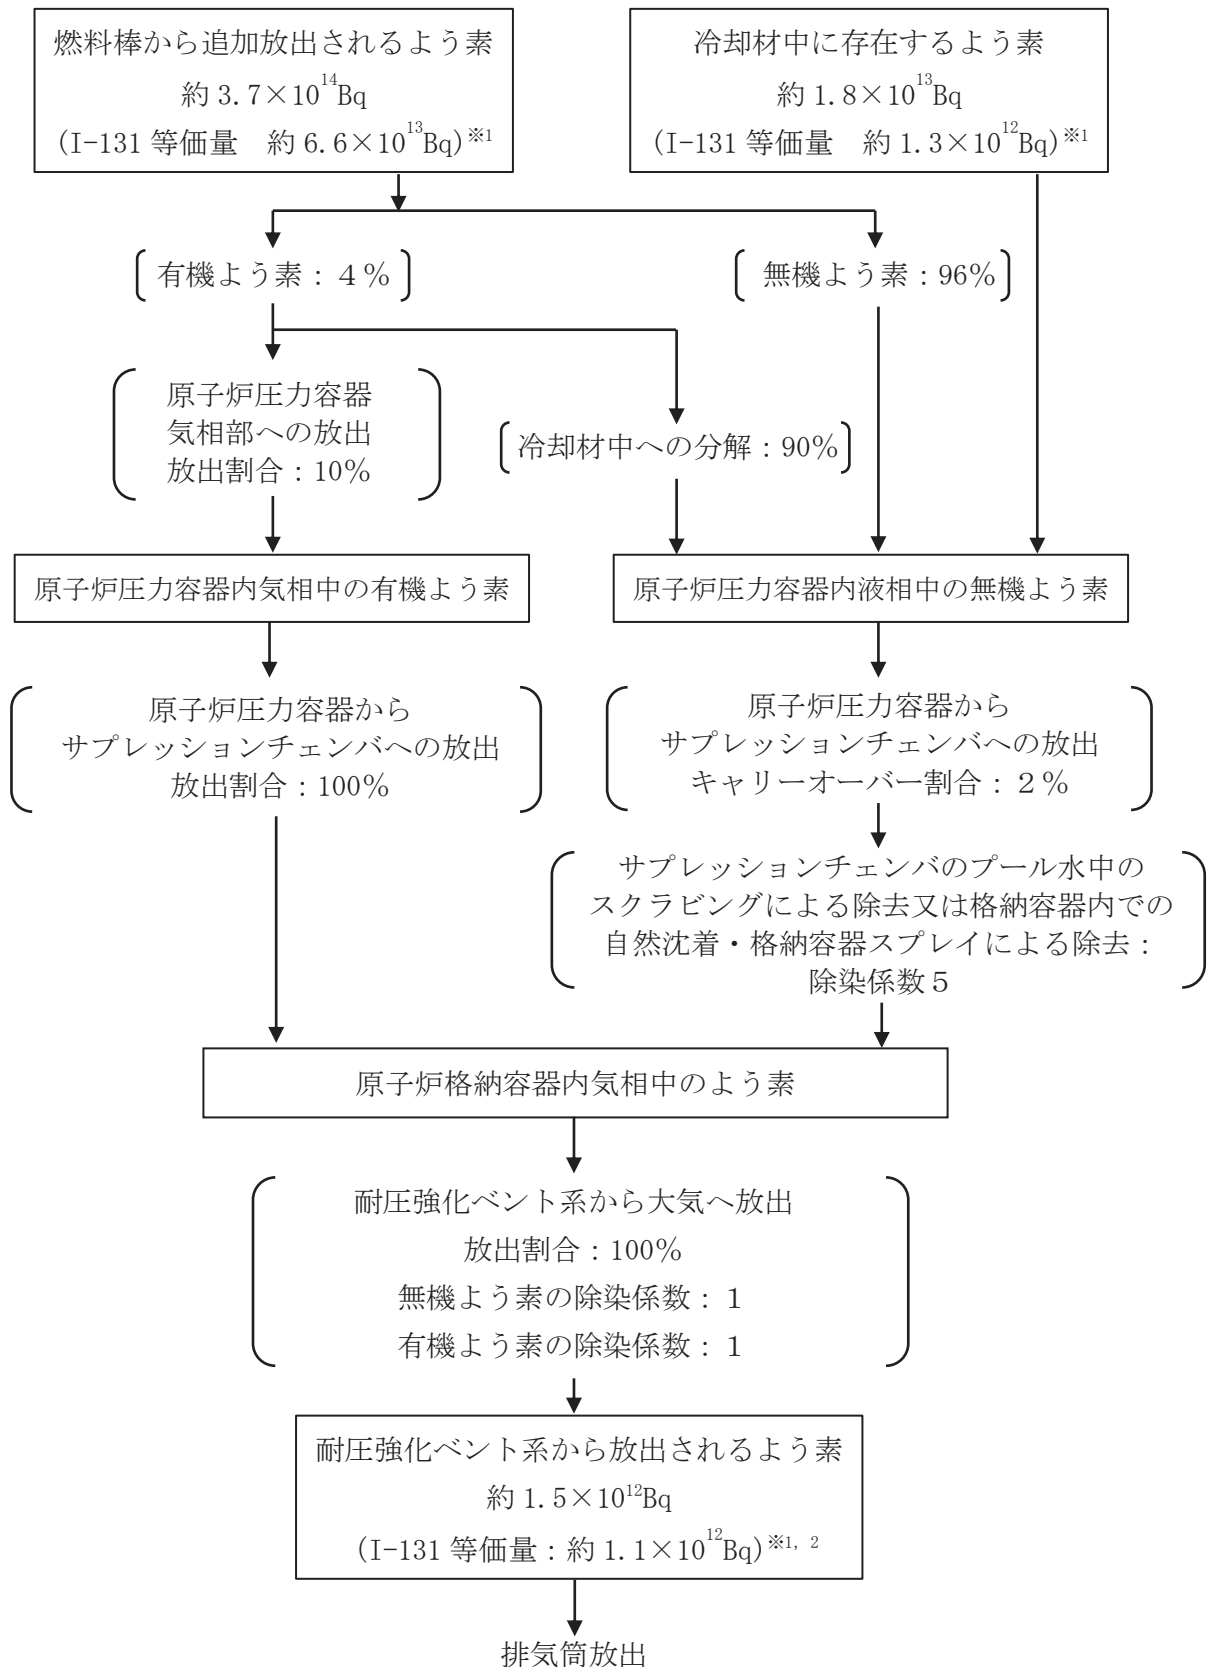 燃料棒から追加放出されるよう素
約 3.7×10¹⁴Bq
(I-131 等価量　約 6.6×10¹³Bq)※1
冷却材中に存在するよう素
約 1.8×10¹³Bq
(I-131 等価量　約 1.3×10¹²Bq)※1
有機よう素：４％
無機よう素：96％
原子炉圧力容器
気相部への放出
放出割合：10％
冷却材中への分解：90％
原子炉圧力容器内気相中の有機よう素
原子炉圧力容器内液相中の無機よう素
原子炉圧力容器から
サプレッションチェンバへの放出
放出割合：100％
原子炉圧力容器から
サプレッションチェンバへの放出
キャリーオーバー割合：２％
サプレッションチェンバのプール水中の
スクラビングによる除去又は格納容器内での
自然沈着・格納容器スプレイによる除去：
除染係数５
原子炉格納容器内気相中のよう素
耐圧強化ベント系から大気へ放出
放出割合：100％
無機よう素の除染係数：１
有機よう素の除染係数：１
耐圧強化ベント系から放出されるよう素
約 1.5×10¹²Bq
(I-131 等価量：約 1.1×10¹²Bq)※1, 2
排気筒放出